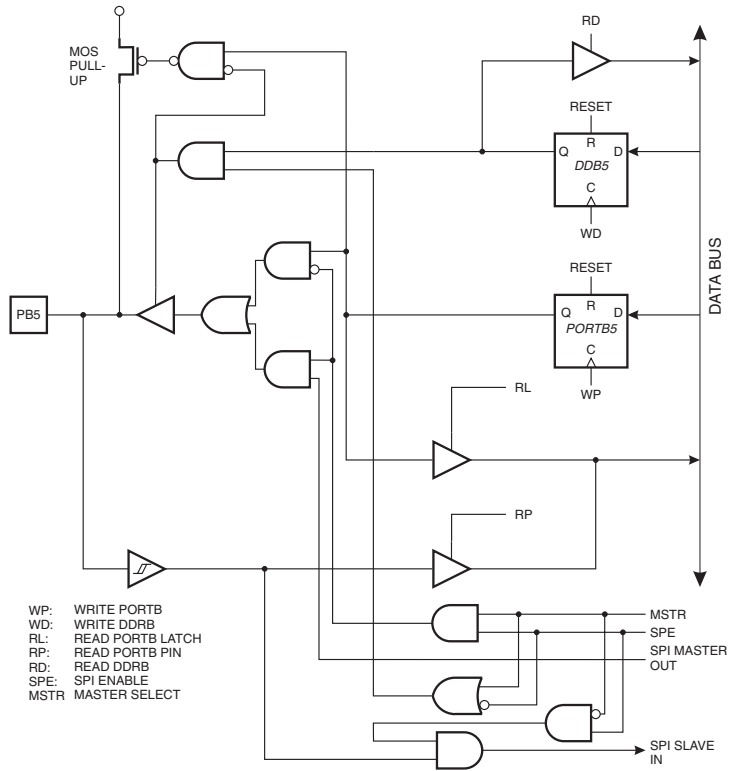 RD
MOS
PULL-
UP
RESET
R
Q
D
DDB5
C
WD
DATA BUS
RESET
R
Q
D
PB5
PORTB5
C
WP
RL
RP
WP: WRITE PORTB
WD: WRITE DDRB
RL: READ PORTB LATCH
RP: READ PORTB PIN
RD: READ DDRB
SPE: SPI ENABLE
MSTR MASTER SELECT
MSTR
SPE
SPI MASTER
OUT
SPI SLAVE
IN